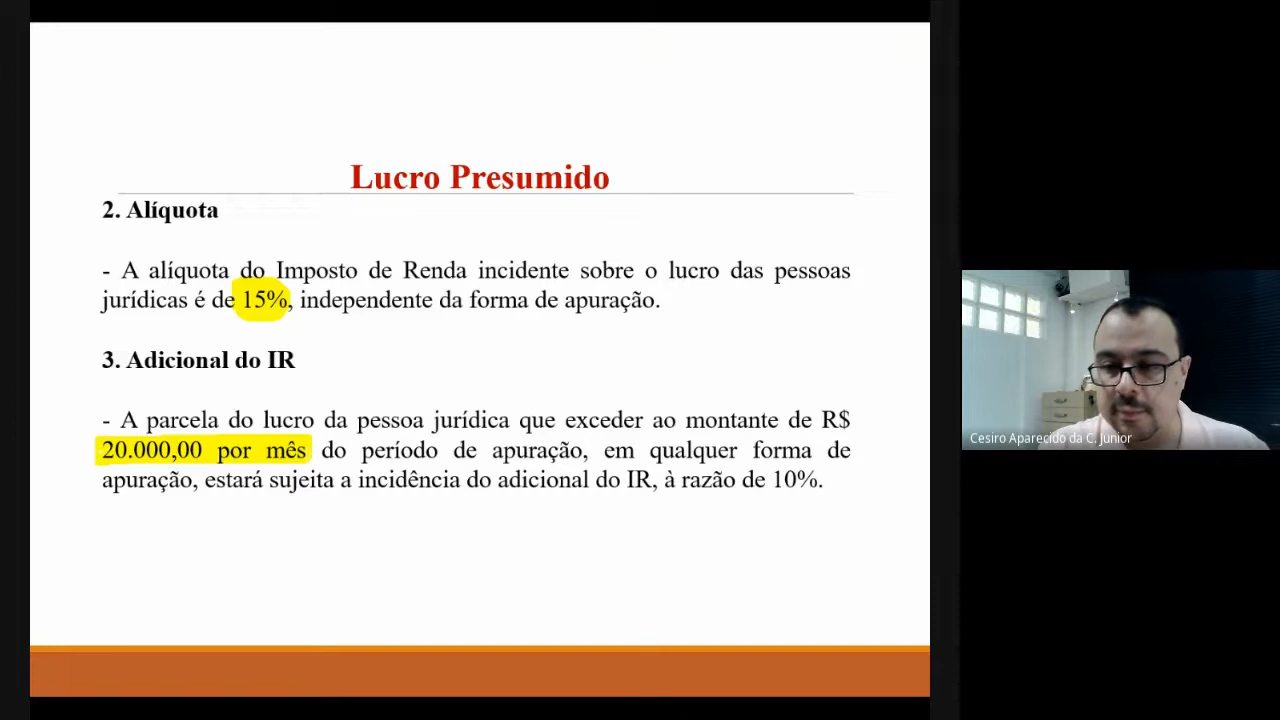 Lucro Presumido
2. Alíquota
- A alíquota do Imposto de Renda incidente sobre o lucro das pessoas
jurídicas é de 15%, independente da forma de apuração.
3. Adicional do IR
- A parcela do lucro da pessoa jurídica que exceder ao montante de R$
20.000,00 por mês do período de apuração, em qualquer forma de
apuração, estará sujeita a incidência do adicional do IR, à razão de 10%.
Cesiro Aparecido da C. Junior